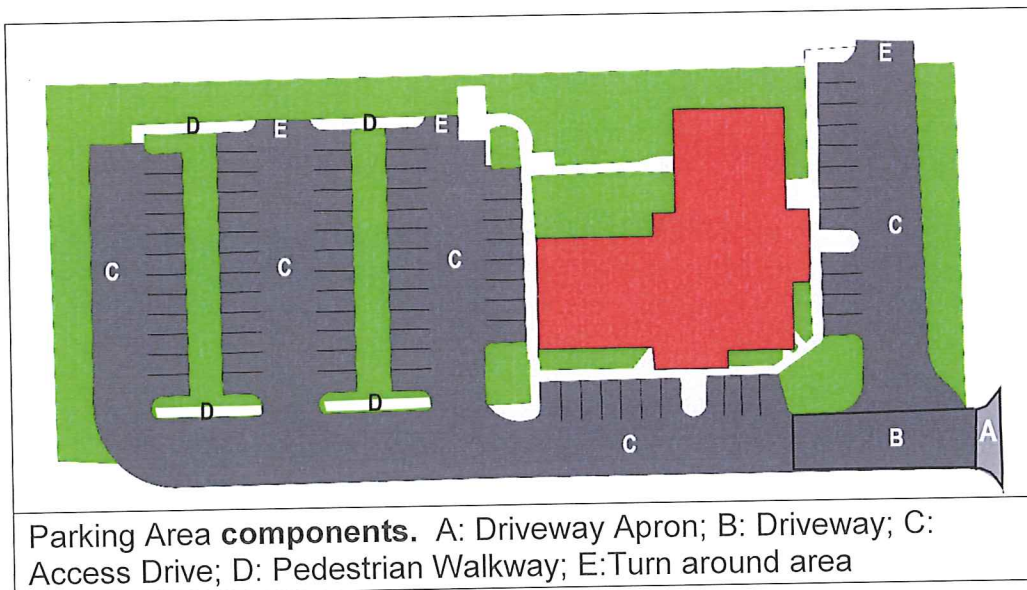 E
D
E
D
E
C
C
C
C
D
D
C
B
A
Parking Area components. A: Driveway Apron; B: Driveway; C:
Access Drive; D: Pedestrian Walkway; E:Turn around area